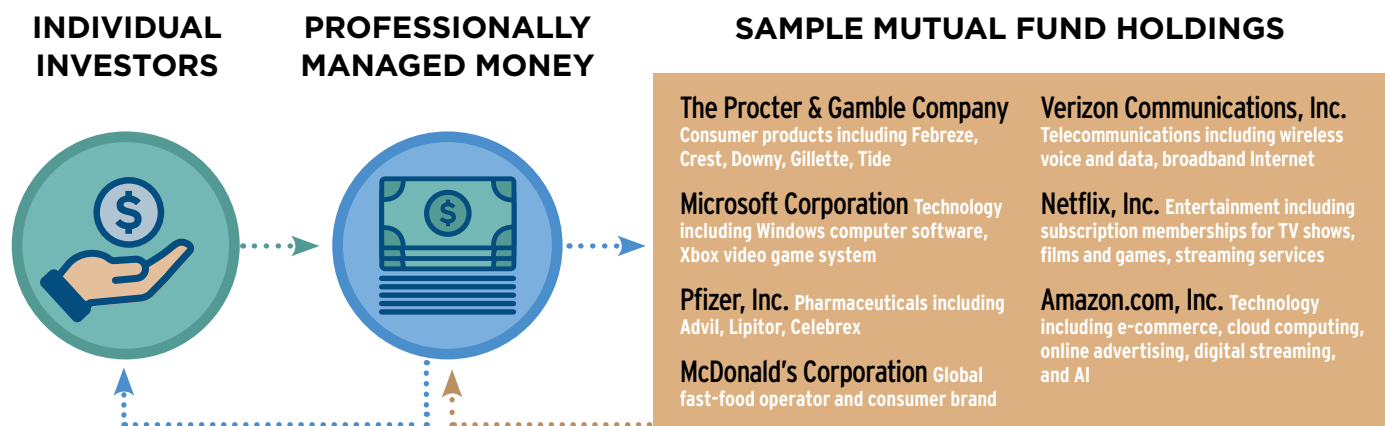 INDIVIDUAL
INVESTORS
PROFESSIONALLY
MANAGED MONEY
SAMPLE MUTUAL FUND HOLDINGS
$
$
The Procter & Gamble Company
Consumer products including Febreze,
Crest, Downy, Gillette, Tide
Microsoft Corporation Technology
including Windows computer software,
Xbox video game system
Pfizer, Inc. Pharmaceuticals including
Advil, Lipitor, Celebrex
McDonald's Corporation Global
fast-food operator and consumer brand
Verizon Communications, Inc.
Telecommunications including wireless
voice and data, broadband Internet
Netflix, Inc. Entertainment including
subscription memberships for TV shows,
films and games, streaming services
Amazon.com, Inc. Technology
including e-commerce, cloud computing,
online advertising, digital streaming,
and AI